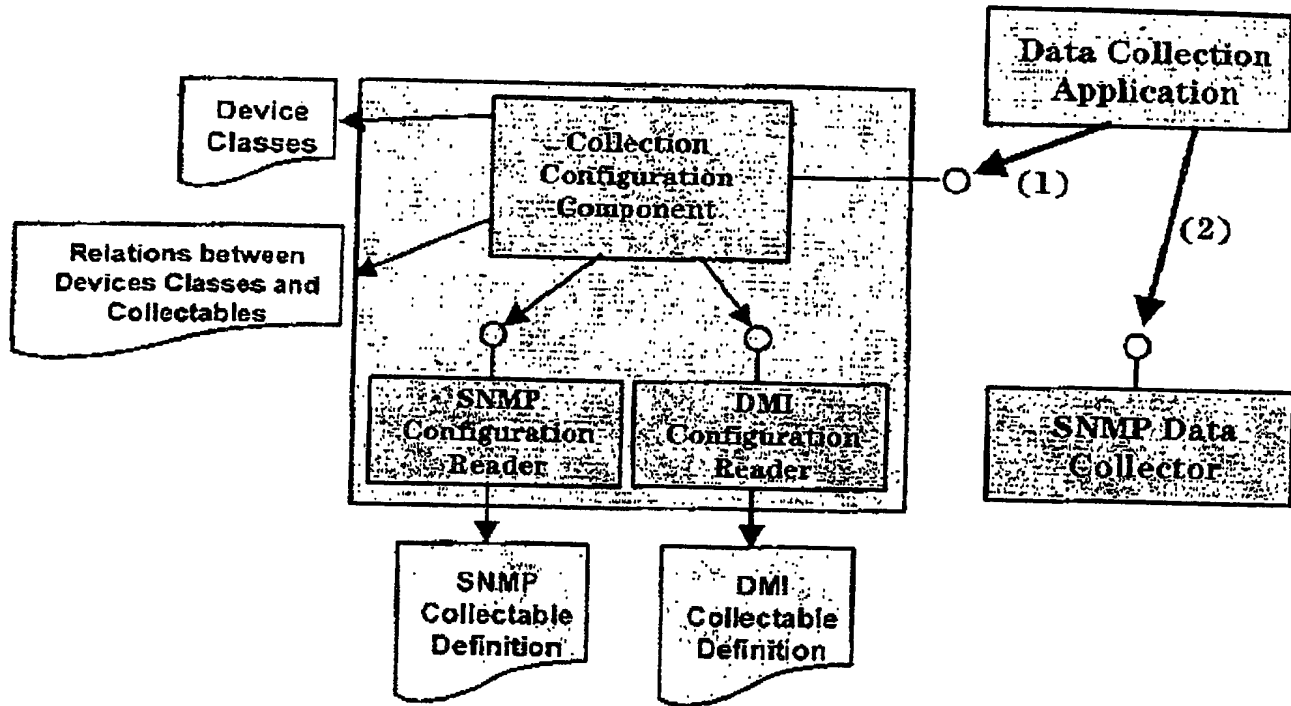 Data Collection
Application
Device
Classes
Collection
Configuration
Component
(1)
(2)
Relations between
Devices Classes and
Collectables
SNMP
Configuration
Reader
DMI
Configuration
Reader
SNMP Data
Collector
SNMP
Collectable
Definition
DMI
Collectable
Definition